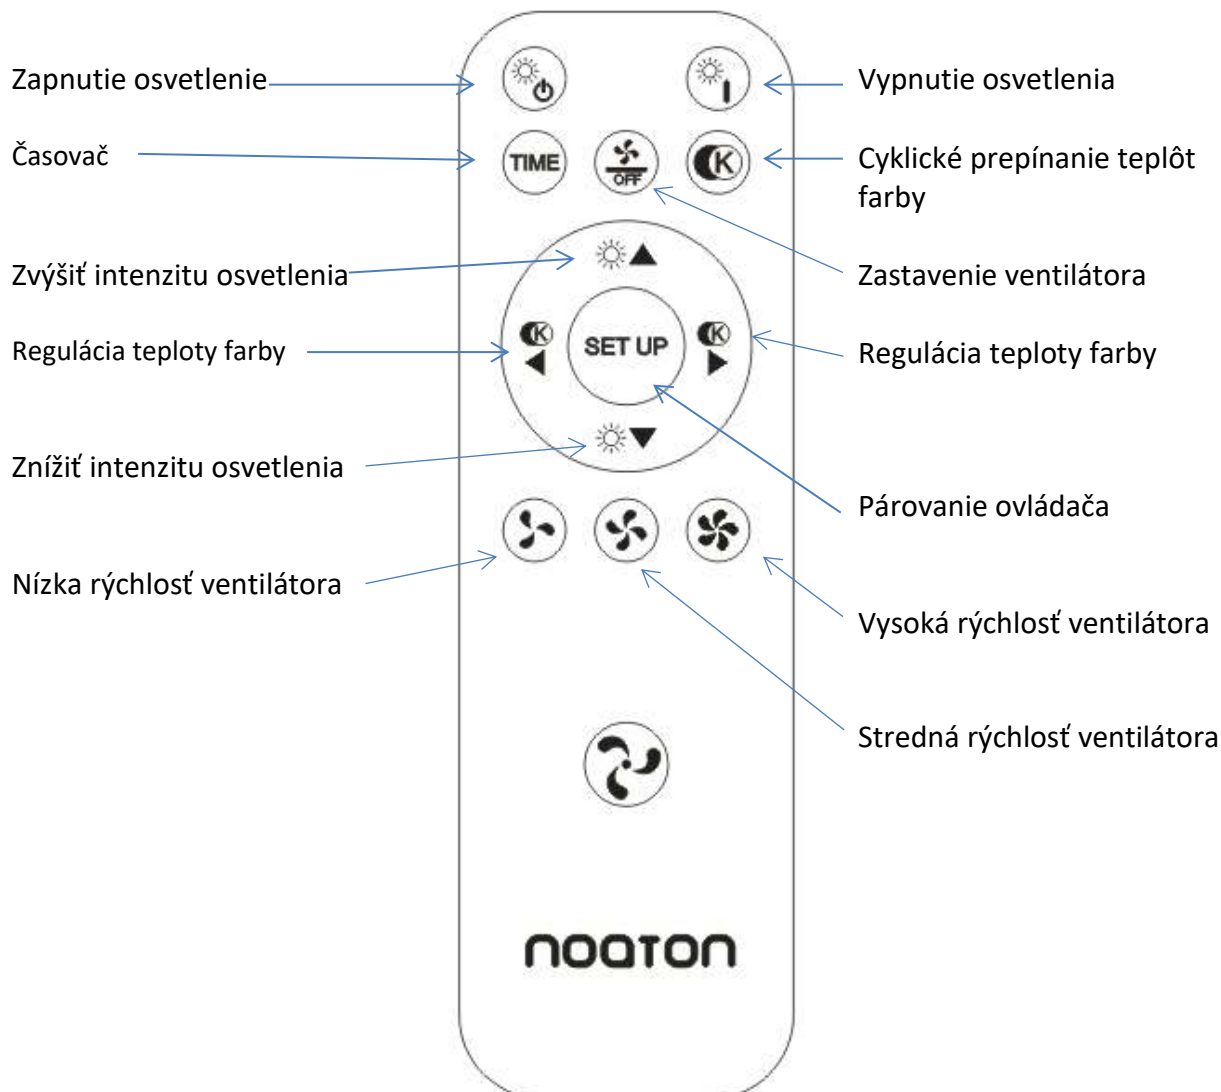 Zapnutie osvetlenie
Vypnutie osvetlenia
Časovač
TIME
OFF
K
Cyklické prepínanie teplôt
farby
Zvýšiť intenzitu osvetlenia
Zastavenie ventilátora
Regulácia teploty farby
K
SET UP
K
Regulácia teploty farby
Znížiť intenzitu osvetlenia
Párovanie ovládača
Nízka rýchlosť ventilátora
Vysoká rýchlosť ventilátora
Stredná rýchlosť ventilátora
noaton